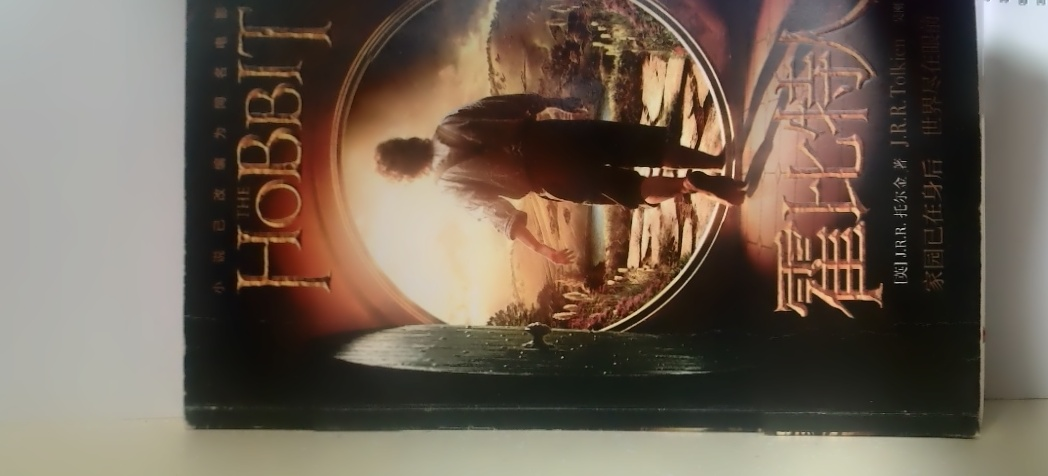 小说已改编为同名电影
THE
HOBBIT
霍比特人
[英] J.R.R. 托尔金 著 J.R.R.Tolkien
家园已在身后 世界尽在眼前